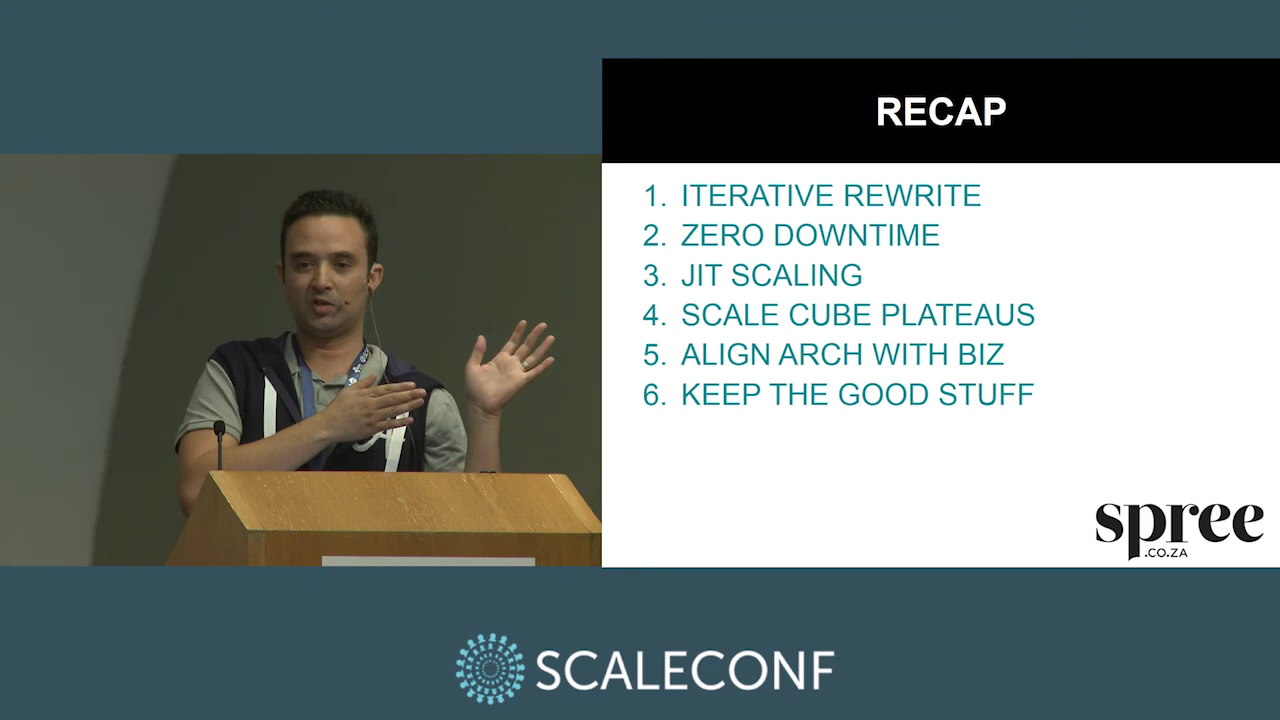 RECAP
1. ITERATIVE REWRITE
2. ZERO DOWNTIME
3. JIT SCALING
4. SCALE CUBE PLATEAUS
5. ALIGN ARCH WITH BIZ
6. KEEP THE GOOD STUFF
spree
.CO.ZA
SCALECONF